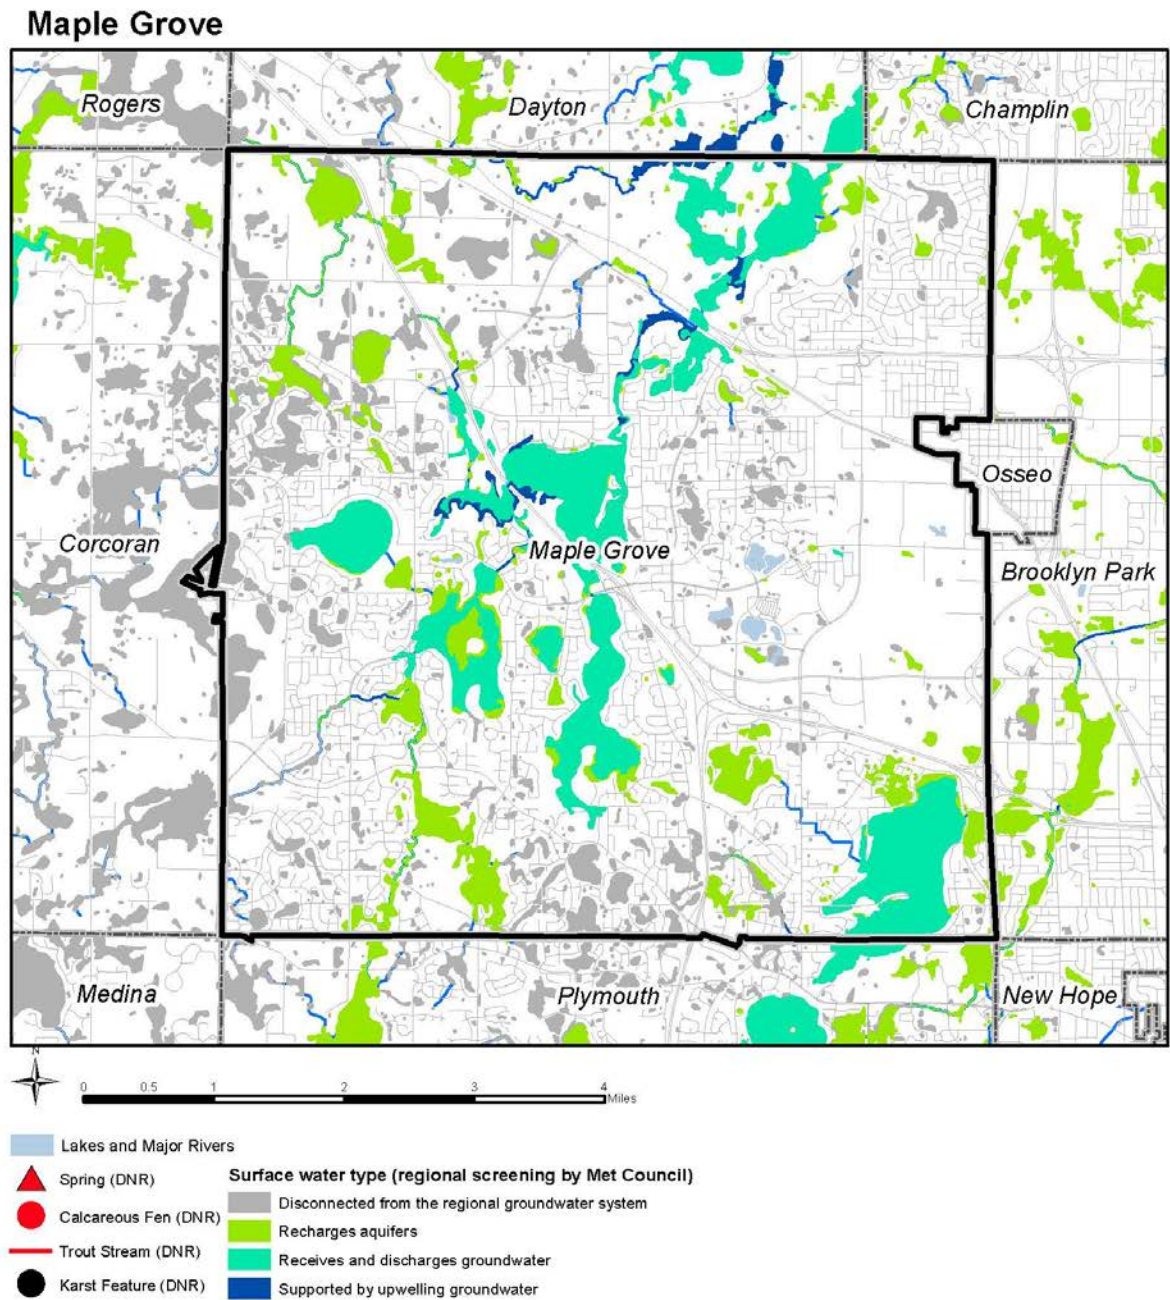 Maple Grove
Rogers
Dayton
Champlin
Osseo
Corcoran
Maple Grove
Brooklyn Park
Medina
Plymouth
New Hope
N
0 0.5 1 2 3 4
Miles
Lakes and Major Rivers
Spring (DNR)
Calcareous Fen (DNR)
Trout Stream (DNR)
Karst Feature (DNR)
Surface water type (regional screening by Met Council)
Disconnected from the regional groundwater system
Recharges aquifers
Receives and discharges groundwater
Supported by upwelling groundwater